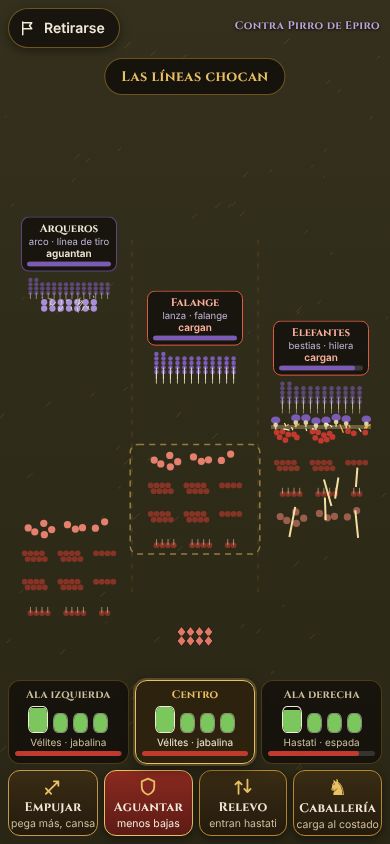 Retirarse
Contra Pirro de Epiro
Las líneas chocan
Arqueros
arco · línea de tiro
aguantan
Falange
lanza · falange
cargan
Elefantes
bestias · hilera
cargan
Ala izquierda
Vélites · jabalina
Centro
Vélites · jabalina
Ala derecha
Hastati · espada
Empujar
pega más, cansa
Aguantar
menos bajas
Relevo
entran hastati
Caballería
carga al costado